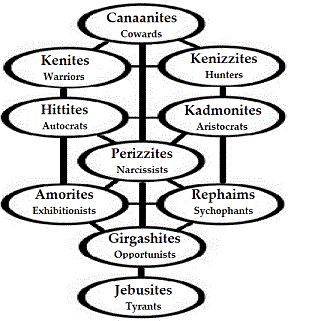 Canaanites
Cowards
Kenites
Warriors
Kenizzites
Hunters
Hittites
Autocrats
Kadmonites
Aristocrats
Perizzites
Narcissists
Amorites
Exhibitionists
Rephaims
Sychophants
Girgashites
Opportunists
Jebusites
Tyrants